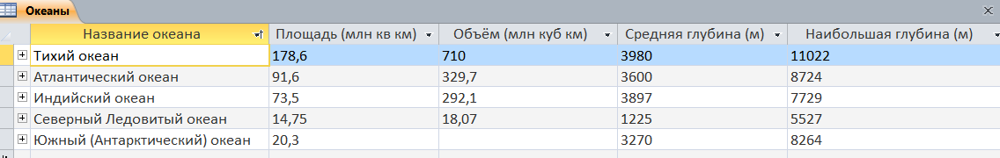 Океаны
Название океана Площадь (млн кв км) Объём (млн куб км) Средняя глубина (м) Наибольшая глубина (м)
Тихий океан 178,6 710 3980 11022
Атлантический океан 91,6 329,7 3600 8724
Индийский океан 73,5 292,1 3897 7729
Северный Ледовитый океан 14,75 18,07 1225 5527
Южный (Антарктический) океан 20,3 3270 8264